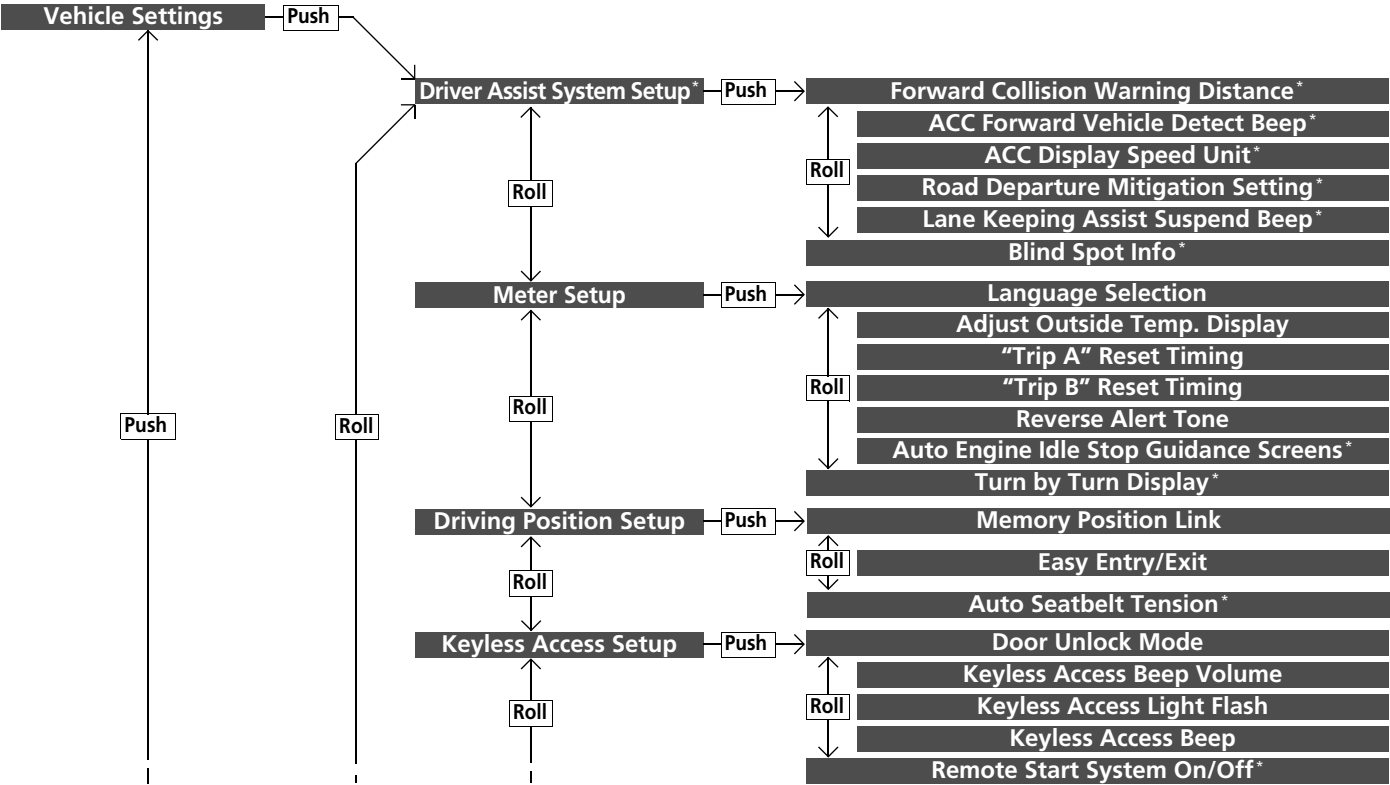 Vehicle Settings
Push
Driver Assist System Setup*
Push
Forward Collision Warning Distance*
ACC Forward Vehicle Detect Beep*
ACC Display Speed Unit*
Roll
Road Departure Mitigation Setting*
Roll
Lane Keeping Assist Suspend Beep*
Blind Spot Info*
Meter Setup
Push
Language Selection
Adjust Outside Temp. Display
“Trip A” Reset Timing
“Trip B” Reset Timing
Roll
Roll
Reverse Alert Tone
Push
Roll
Auto Engine Idle Stop Guidance Screens*
Turn by Turn Display*
Driving Position Setup
Push
Memory Position Link
Roll
Easy Entry/Exit
Roll
Auto Seatbelt Tension*
Keyless Access Setup
Push
Door Unlock Mode
Keyless Access Beep Volume
Roll
Keyless Access Light Flash
Roll
Keyless Access Beep
Remote Start System On/Off*